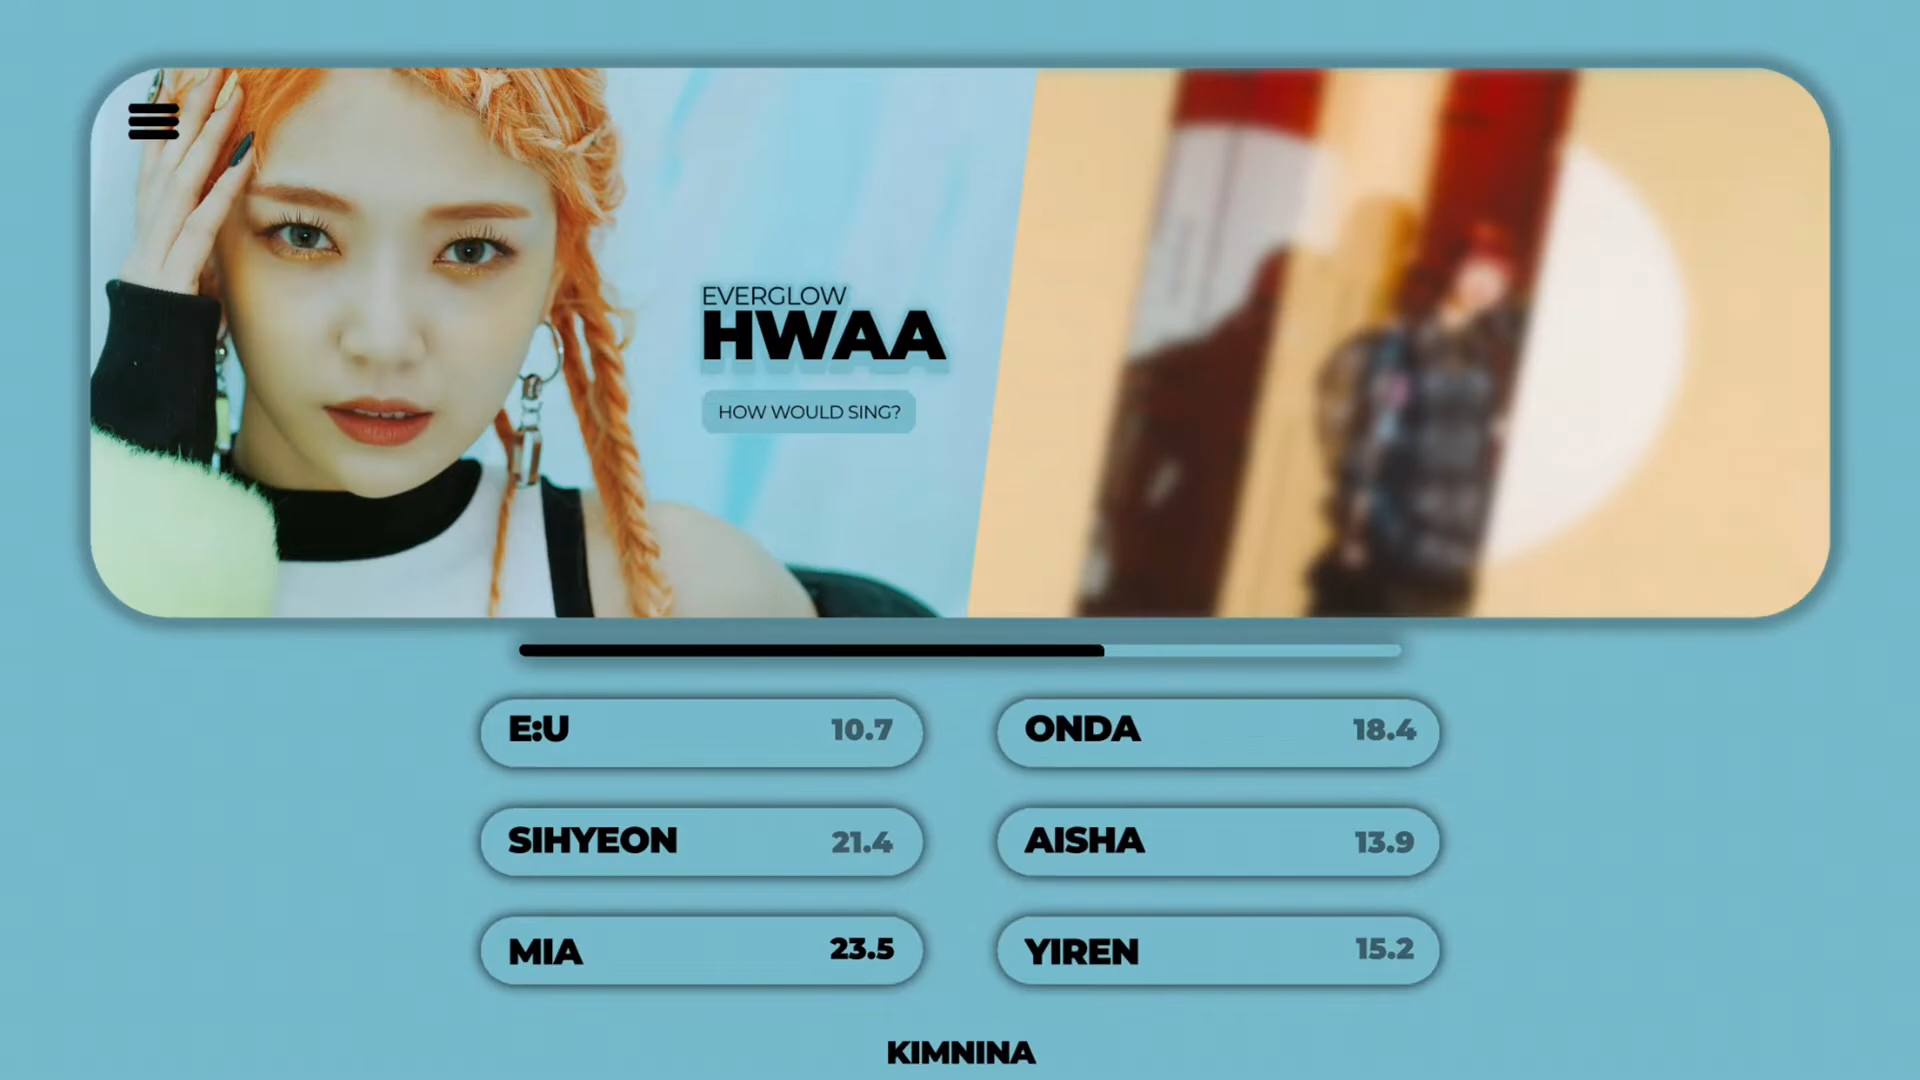 EVERGLOW
HWAA
HOW WOULD SING?
E:U 10.7
ONDA 18.4
SIHYEON 21.4
AISHA 13.9
MIA 23.5
YIREN 15.2
KIMNINA